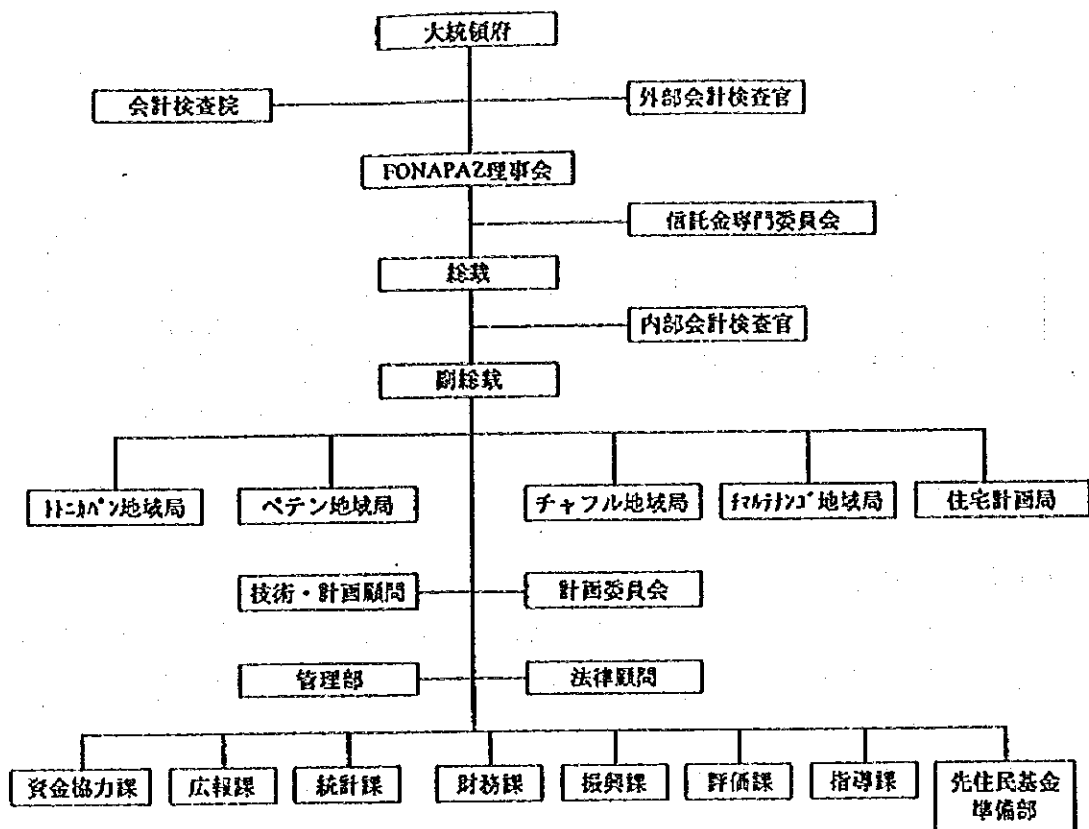 大統領府
会計検査院
外部会計検査官
FONAPAZ理事会
信託金専門委員会
総裁
内部会計検査官
副総裁
ﾄﾄﾆｶﾊﾟﾝ地域局
ペテン地域局
チャフル地域局
ﾁﾏﾙﾃﾅﾝｺﾞ地域局
住宅計画局
技術・計画顧問
計画委員会
管理部
法律顧問
資金協力課
広報課
統計課
財務課
振興課
評価課
指導課
先住民基金
準備部